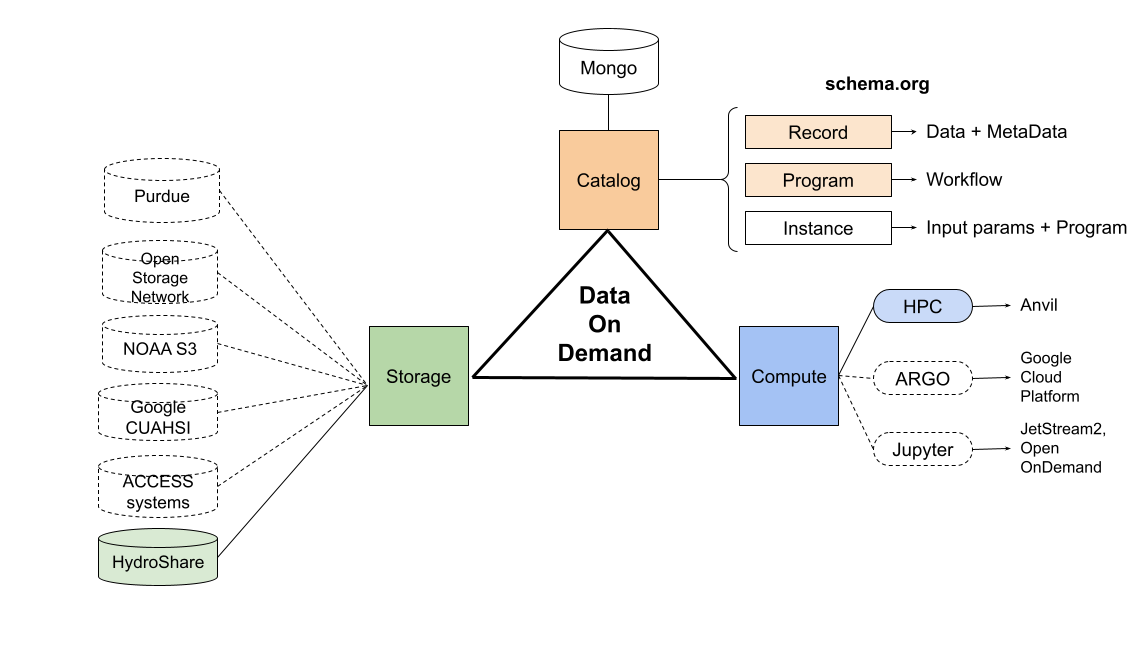 Mongo
schema.org
Record
Data + MetaData
Catalog
Program
Workflow
Instance
Input params + Program
Purdue
Open
Storage
Network
NOAA S3
Google
CUAHSI
ACCESS
systems
HydroShare
Storage
Data
On
Demand
Compute
HPC
Anvil
ARGO
Google
Cloud
Platform
Jupyter
JetStream2,
Open
OnDemand